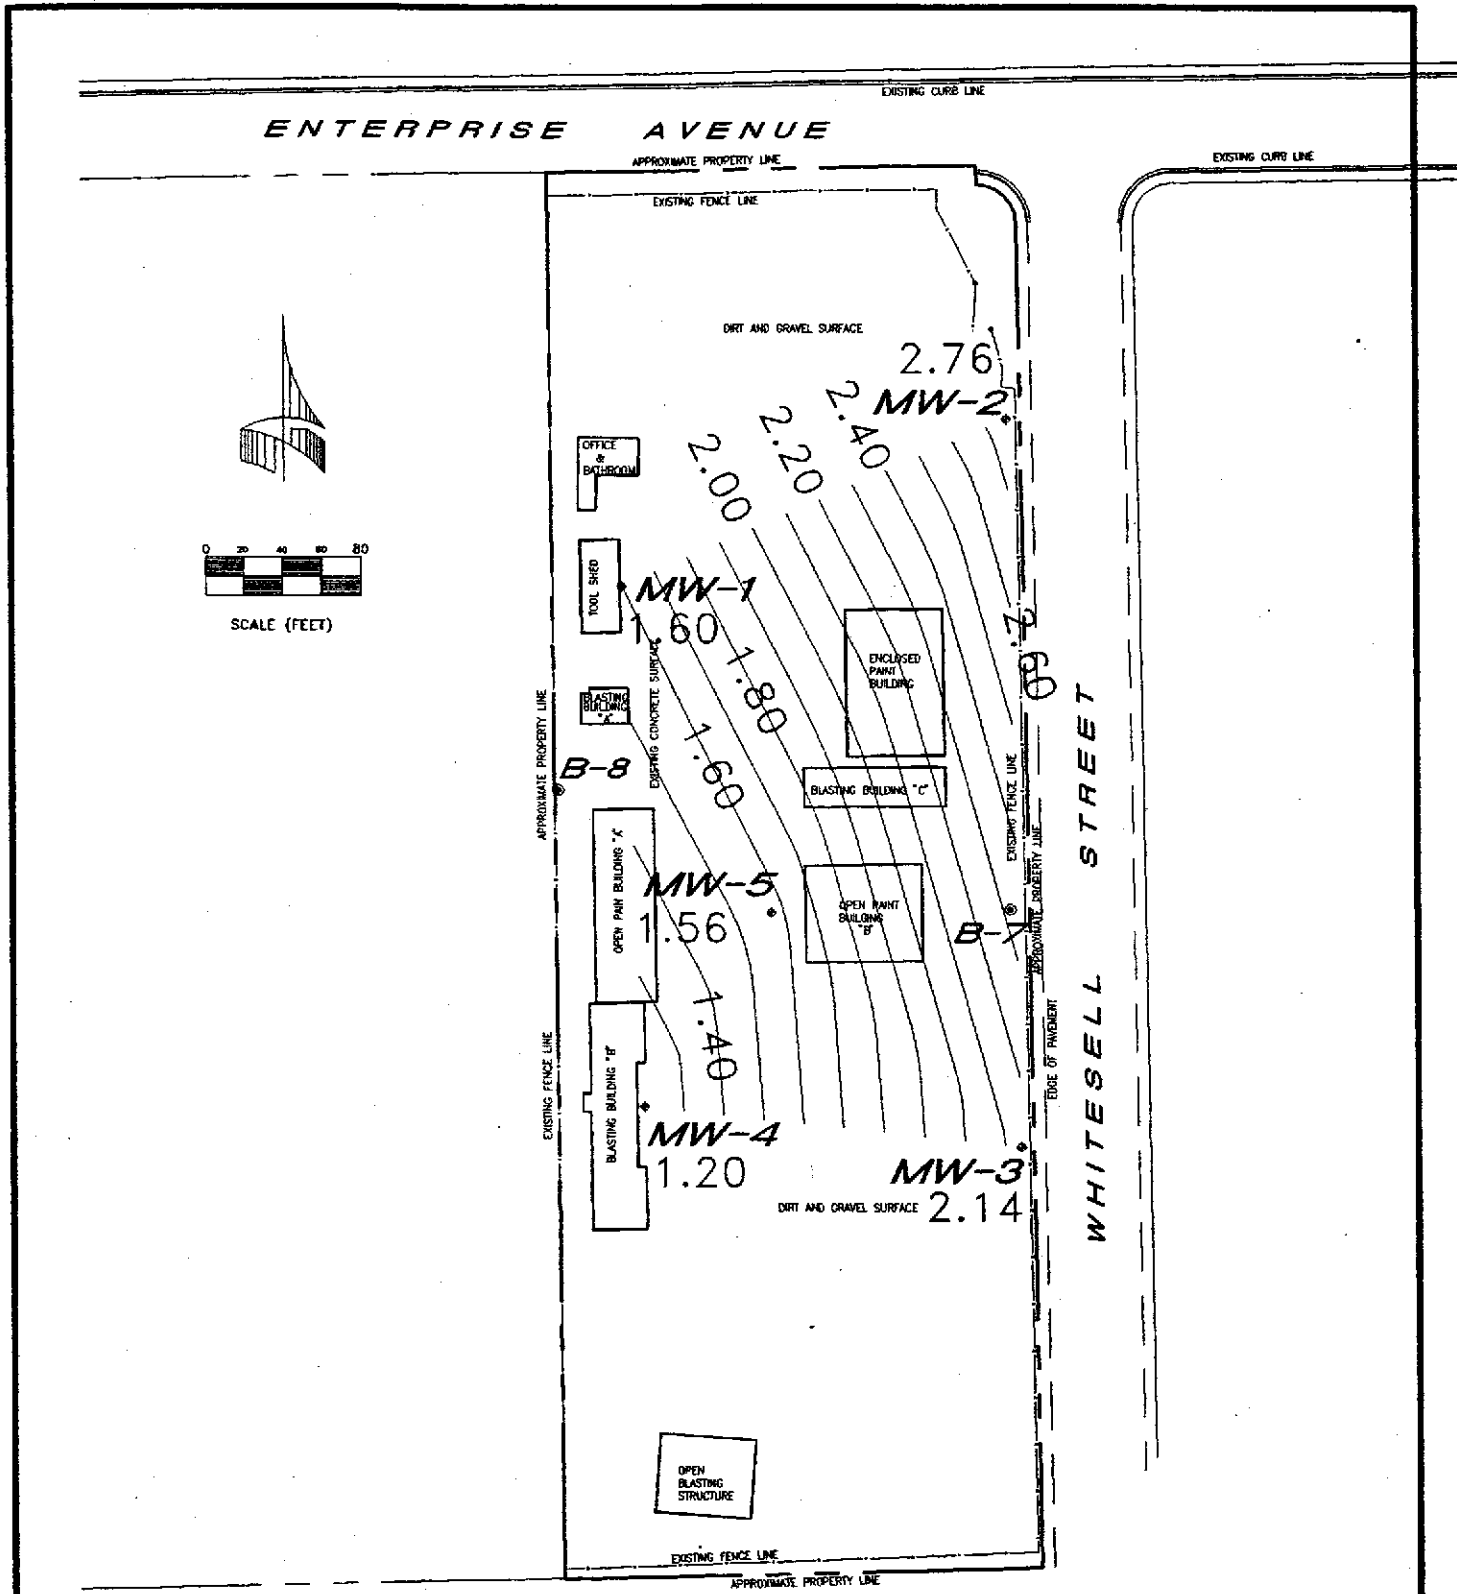 EXISTING CURB LINE
ENTERPRISE AVENUE
APPROXIMATE PROPERTY LINE
EXISTING CURB LINE
EXISTING FENCE LINE
DIRT AND GRAVEL SURFACE
2.76
MW-2
2.40
2.20
2.00
OFFICE
&
BATHROOM
0 20 40 60 80
SCALE (FEET)
TOOL SHED
MW-1
1.60
2.60
ENCLOSED
PAINT
BUILDING
1.80
EXISTING CONCRETE SURFACE
BLASTING
BUILDING
"A"
1.60
B-8
APPROXIMATE PROPERTY LINE
BLASTING BUILDING "C"
EXISTING FENCE LINE
WHITESELL STREET
OPEN PAIN BUILDING "A"
MW-5
1.56
OPEN PAINT
BUILGING
"B"
B-7
APPROXIMATE PROPERTY LINE
1.40
EDGE OF PAVEMENT
EXISTING FENCE LINE
BLASTING BUILDING "B"
MW-4
1.20
MW-3
2.14
DIRT AND GRAVEL SURFACE
OPEN
BLASTING
STRUCTURE
EXISTING FENCE LINE
APPROXIMATE PROPERTY LINE